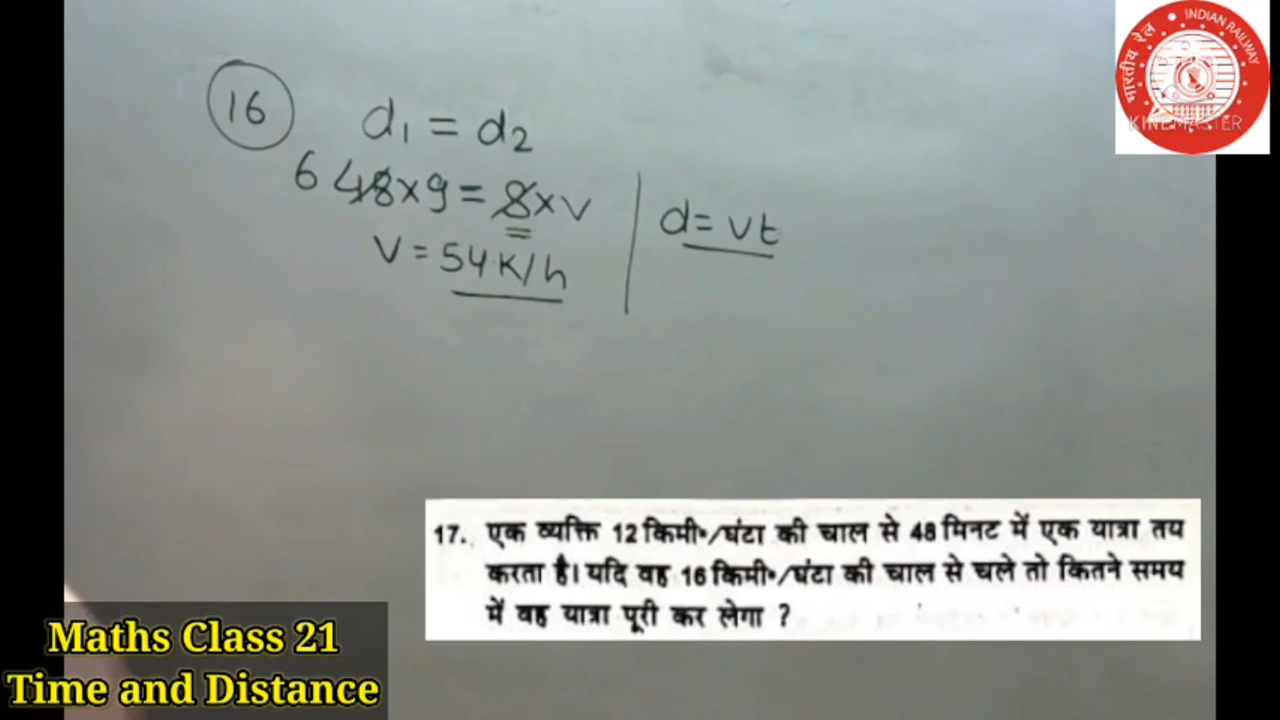 भारतीय रेल • INDIAN RAILWAY
KINEMASTER
16
d₁ = d₂
6 48×9 = 8×v
d = vt
v = 54 K/h
17. एक व्यक्ति 12 किमी॰/घंटा की चाल से 48 मिनट में एक यात्रा तय
करता है। यदि वह 16 किमी॰/घंटा की चाल से चले तो कितने समय
में वह यात्रा पूरी कर लेगा ?
Maths Class 21
Time and Distance